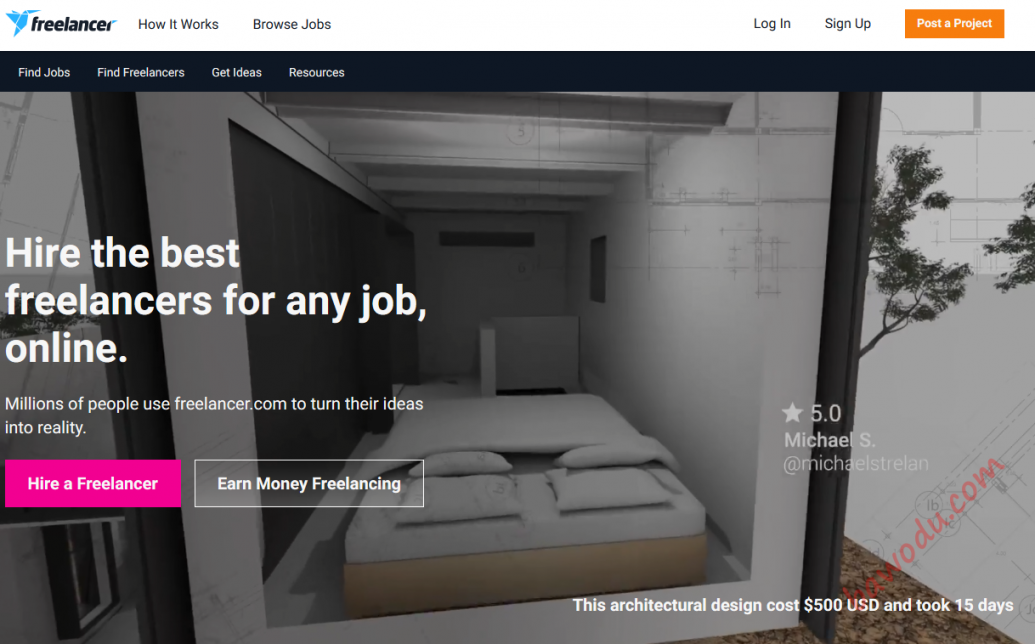 freelancer How It Works Browse Jobs Log In Sign Up Post a Project
Find Jobs Find Freelancers Get Ideas Resources
Hire the best
freelancers for any job,
online.
Millions of people use freelancer.com to turn their ideas
into reality.
Hire a Freelancer Earn Money Freelancing
5.0
Michael S.
@michaelstrelan
This architectural design cost $500 USD and took 15 days